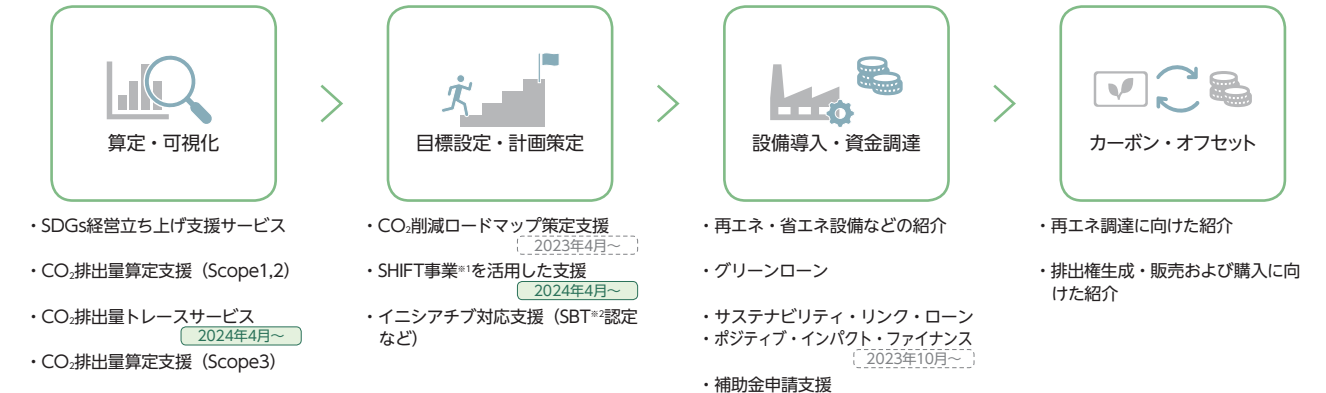 算定・可視化
・SDGs経営立ち上げ支援サービス
・CO₂排出量算定支援（Scope1,2）
・CO₂排出量トレースサービス
2024年4月～
・CO₂排出量算定支援（Scope3）
目標設定・計画策定
・CO₂削減ロードマップ策定支援
2023年4月～
・SHIFT事業※1を活用した支援
2024年4月～
・イニシアチブ対応支援（SBT※2認定
など）
設備導入・資金調達
・再エネ・省エネ設備などの紹介
・グリーンローン
・サステナビリティ・リンク・ローン
・ポジティブ・インパクト・ファイナンス
2023年10月～
・補助金申請支援
カーボン・オフセット
・再エネ調達に向けた紹介
・排出権生成・販売および購入に向
けた紹介